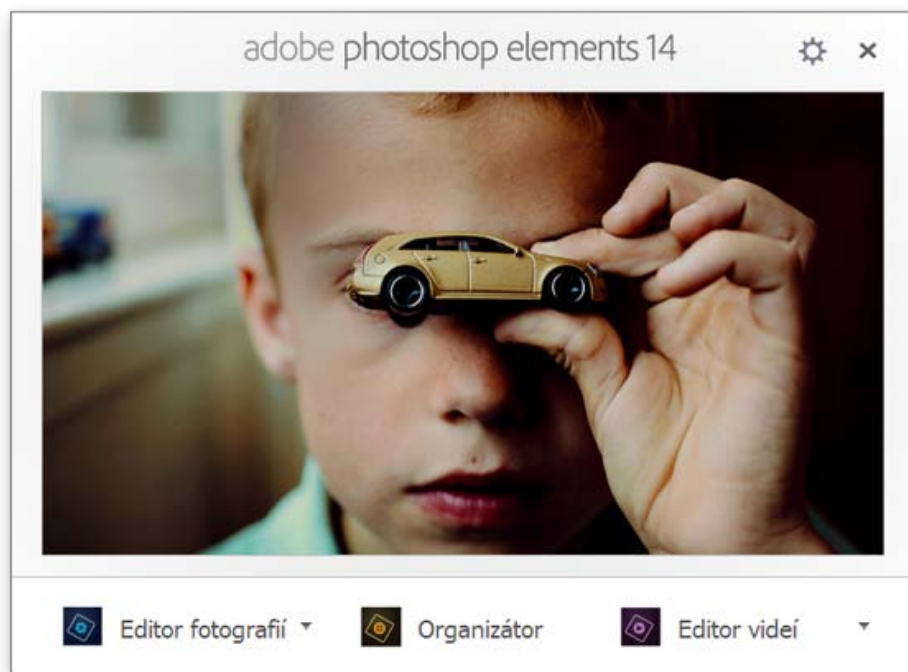 adobe photoshop elements 14
Editor fotografií
Organizátor
Editor videí